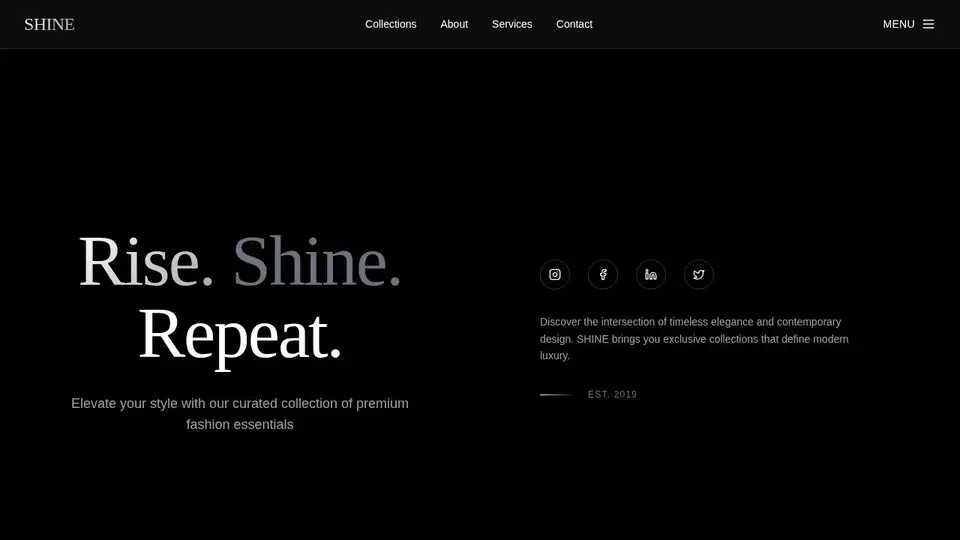 SHINE
Collections
About
Services
Contact
MENU
Rise. Shine.
Repeat.
Elevate your style with our curated collection of premium
fashion essentials
Discover the intersection of timeless elegance and contemporary
design. SHINE brings you exclusive collections that define modern
luxury.
EST. 2019